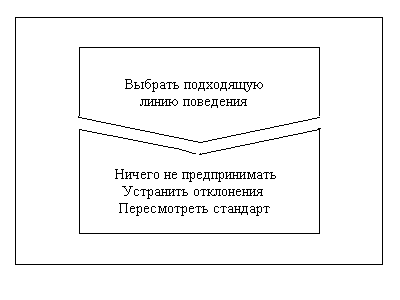 Выбрать подходящую
линию поведения
Ничего не предпринимать
Устранить отклонения
Пересмотреть стандарт